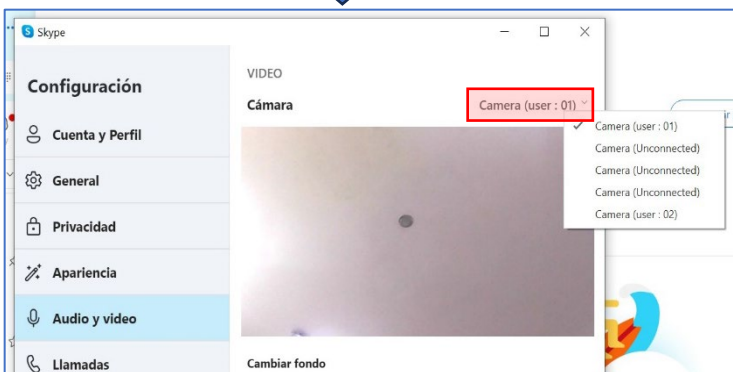 Skype
Configuración
Cuenta y Perfil
General
Privacidad
Apariencia
Audio y video
Llamadas
VIDEO
Cámara
Camera (user : 01)
Camera (user : 01)
Camera (Unconnected)
Camera (Unconnected)
Camera (Unconnected)
Camera (user : 02)
Cambiar fondo